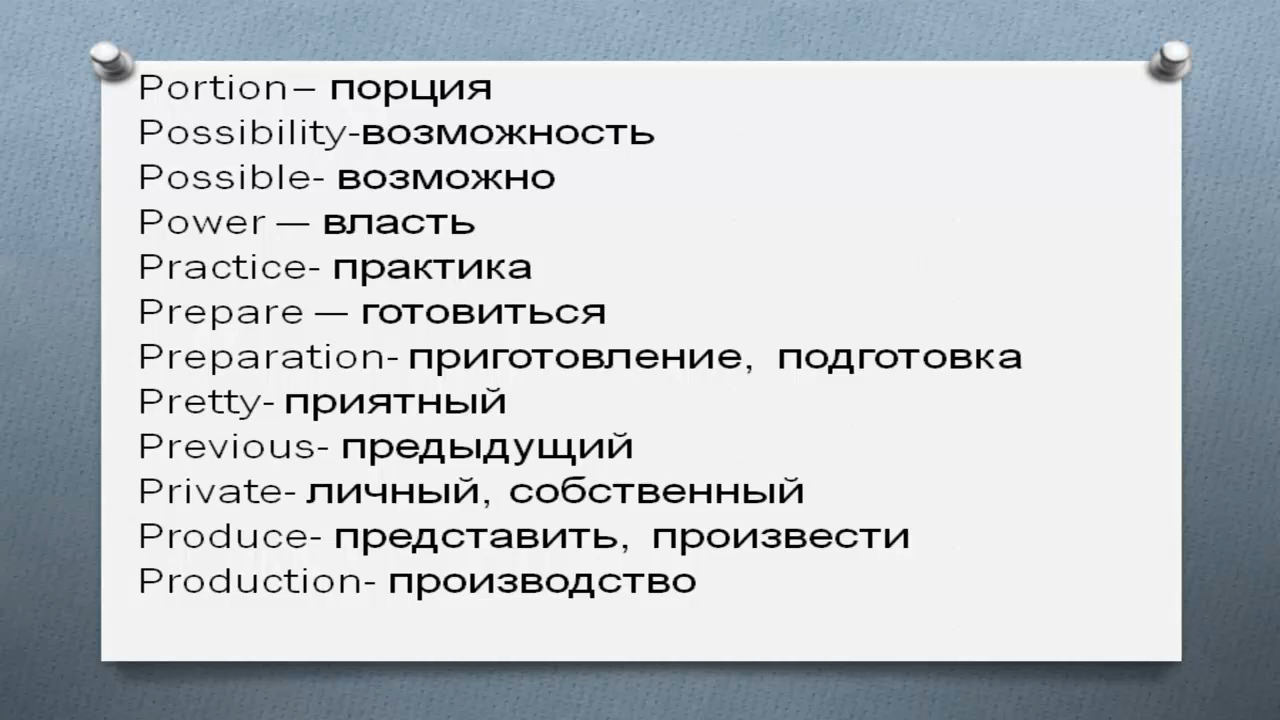 Portion – порция
Possibility-возможность
Possible- возможно
Power — власть
Practice- практика
Prepare — готовиться
Preparation- приготовление, подготовка
Pretty- приятный
Previous- предыдущий
Private- личный, собственный
Produce- представить, произвести
Production- производство